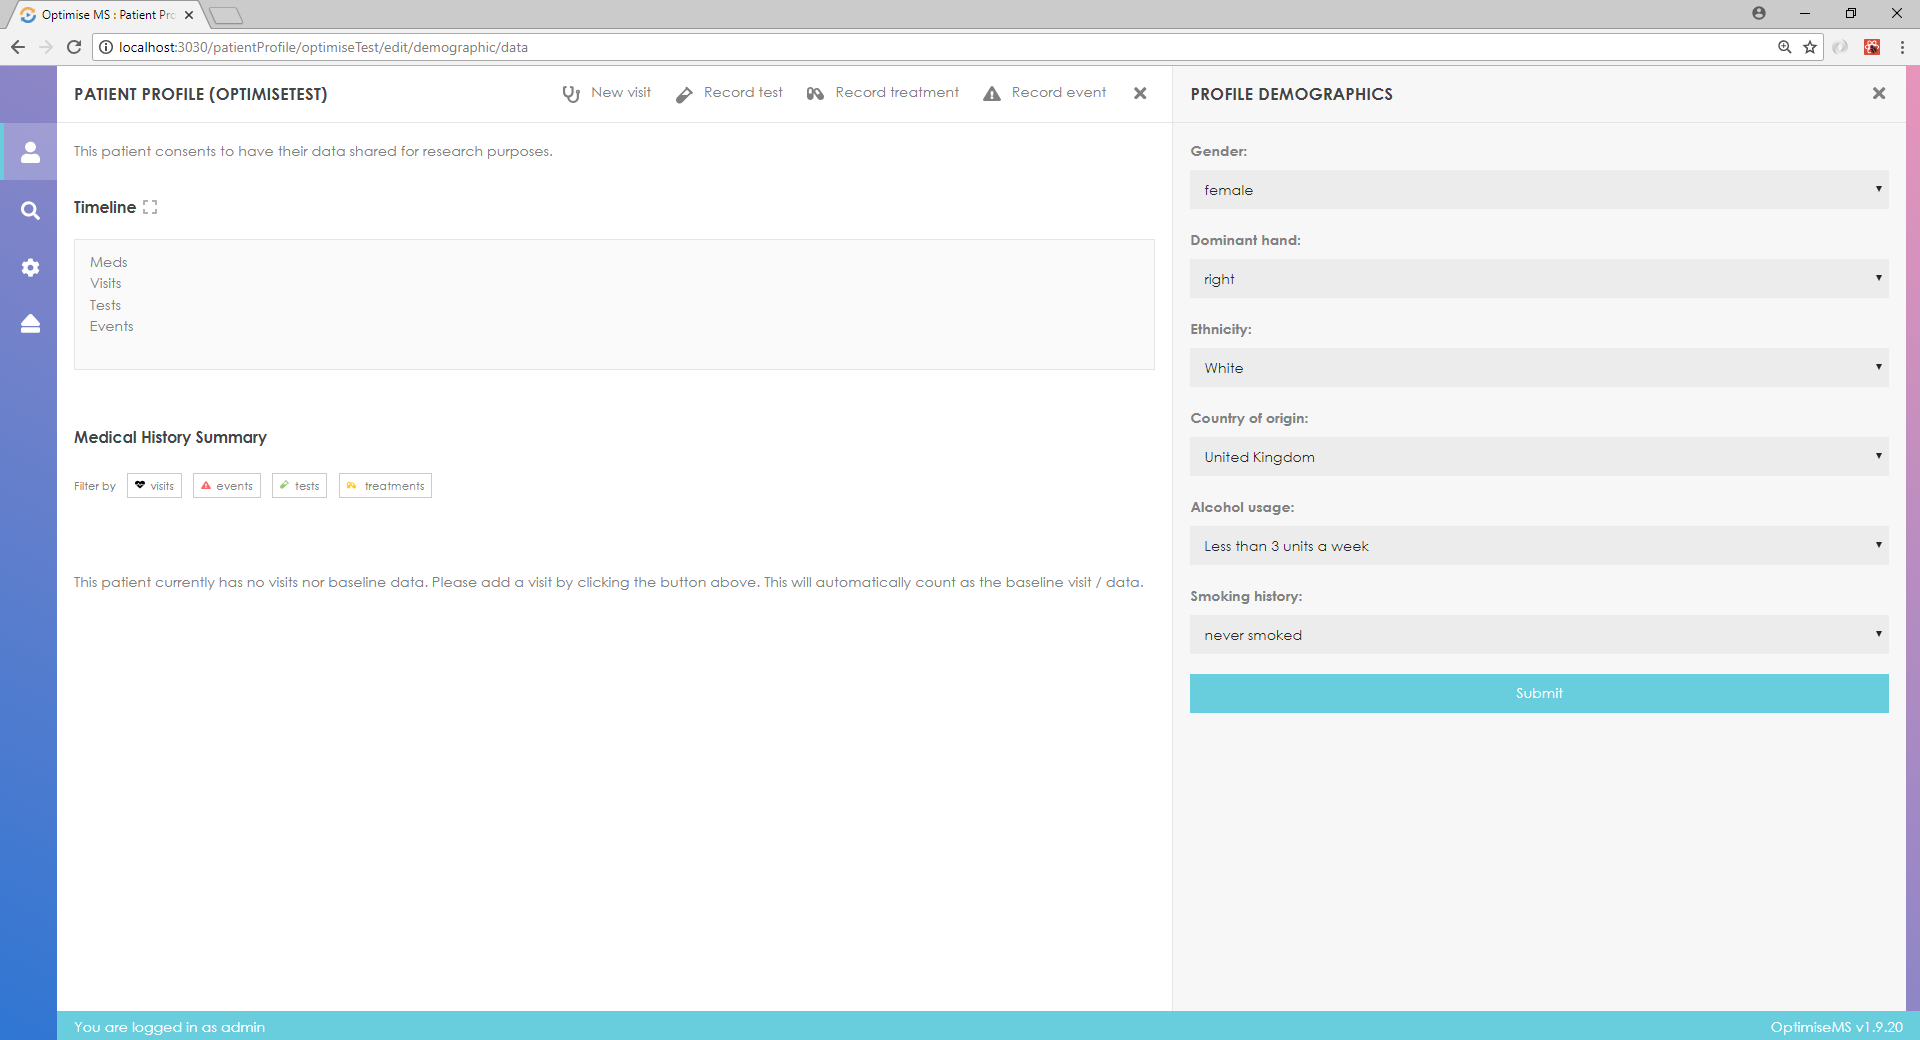 Optimise MS : Patient Pro
localhost:3030/patientProfile/optimiseTest/edit/demographic/data
PATIENT PROFILE (OPTIMISETEST)
New visit
Record test
Record treatment
Record event
This patient consents to have their data shared for research purposes.
Timeline
Meds
Visits
Tests
Events
Medical History Summary
Filter by visits events tests treatments
This patient currently has no visits nor baseline data. Please add a visit by clicking the button above. This will automatically count as the baseline visit / data.
PROFILE DEMOGRAPHICS
Gender:
female
Dominant hand:
right
Ethnicity:
White
Country of origin:
United Kingdom
Alcohol usage:
Less than 3 units a week
Smoking history:
never smoked
Submit
You are logged in as admin
OptimiseMS v1.9.20